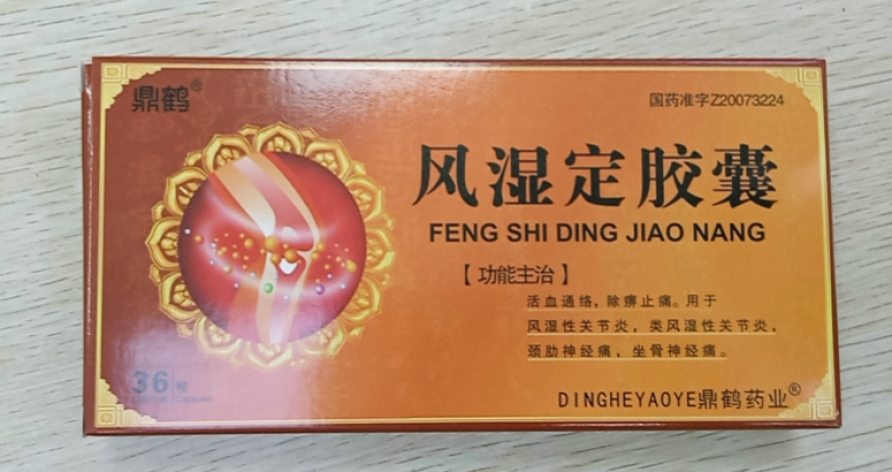 鼎鹤®
国药准字Z20073224
风湿定胶囊
FENG SHI DING JIAO NANG
【功能主治】
活血通络，除痹止痛。用于
风湿性关节炎，类风湿性关节炎，
颈肋神经痛，坐骨神经痛。
36粒
Capsules
DINGHEYAOYE鼎鹤药业®